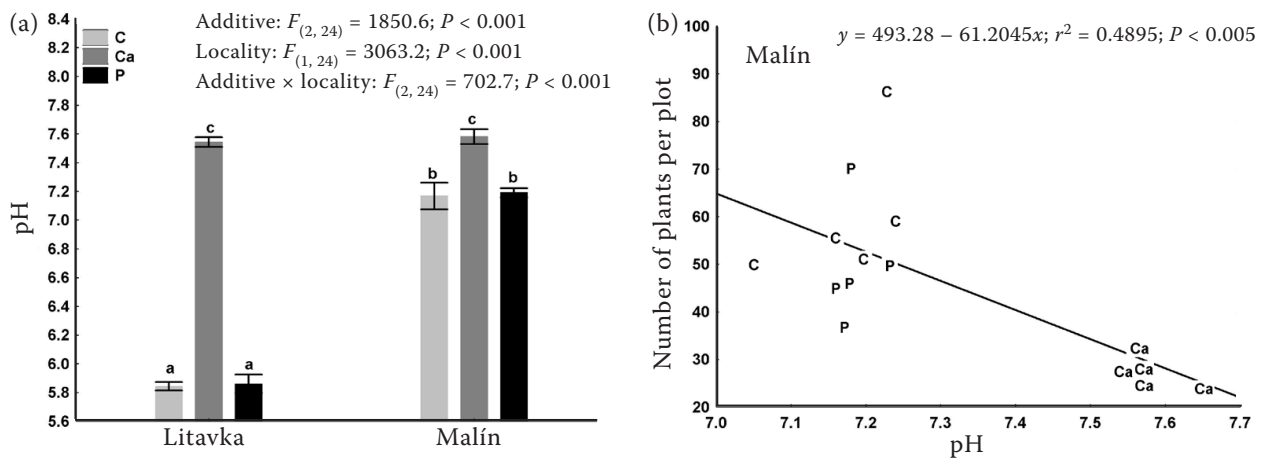 (a)
Additive: F(2, 24) = 1850.6; P < 0.001
Locality: F(1, 24) = 3063.2; P < 0.001
Additive × locality: F(2, 24) = 702.7; P < 0.001
C
Ca
P
8.4
8.2
8.0
7.8
7.6
7.4
7.2
7.0
6.8
6.6
6.4
6.2
6.0
5.8
5.6
pH
a
c
a
b
c
b
Litavka
Malín
(b)
y = 493.28 – 61.2045x; r² = 0.4895; P < 0.005
Malín
Number of plants per plot
100
90
80
70
60
50
40
30
20
C
P
C
C
C
C
P
P
P
P
Ca
Ca
Ca
Ca
Ca
7.0 7.1 7.2 7.3 7.4 7.5 7.6 7.7
pH